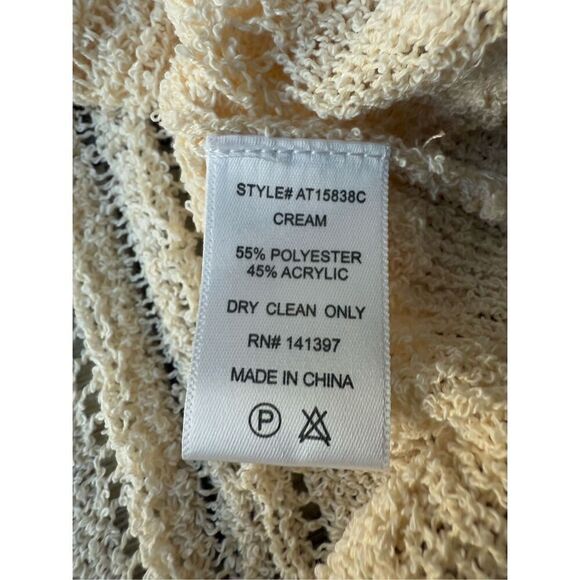 STYLE# AT15838C
CREAM
55% POLYESTER
45% ACRYLIC
DRY CLEAN ONLY
RN# 141397
MADE IN CHINA
P